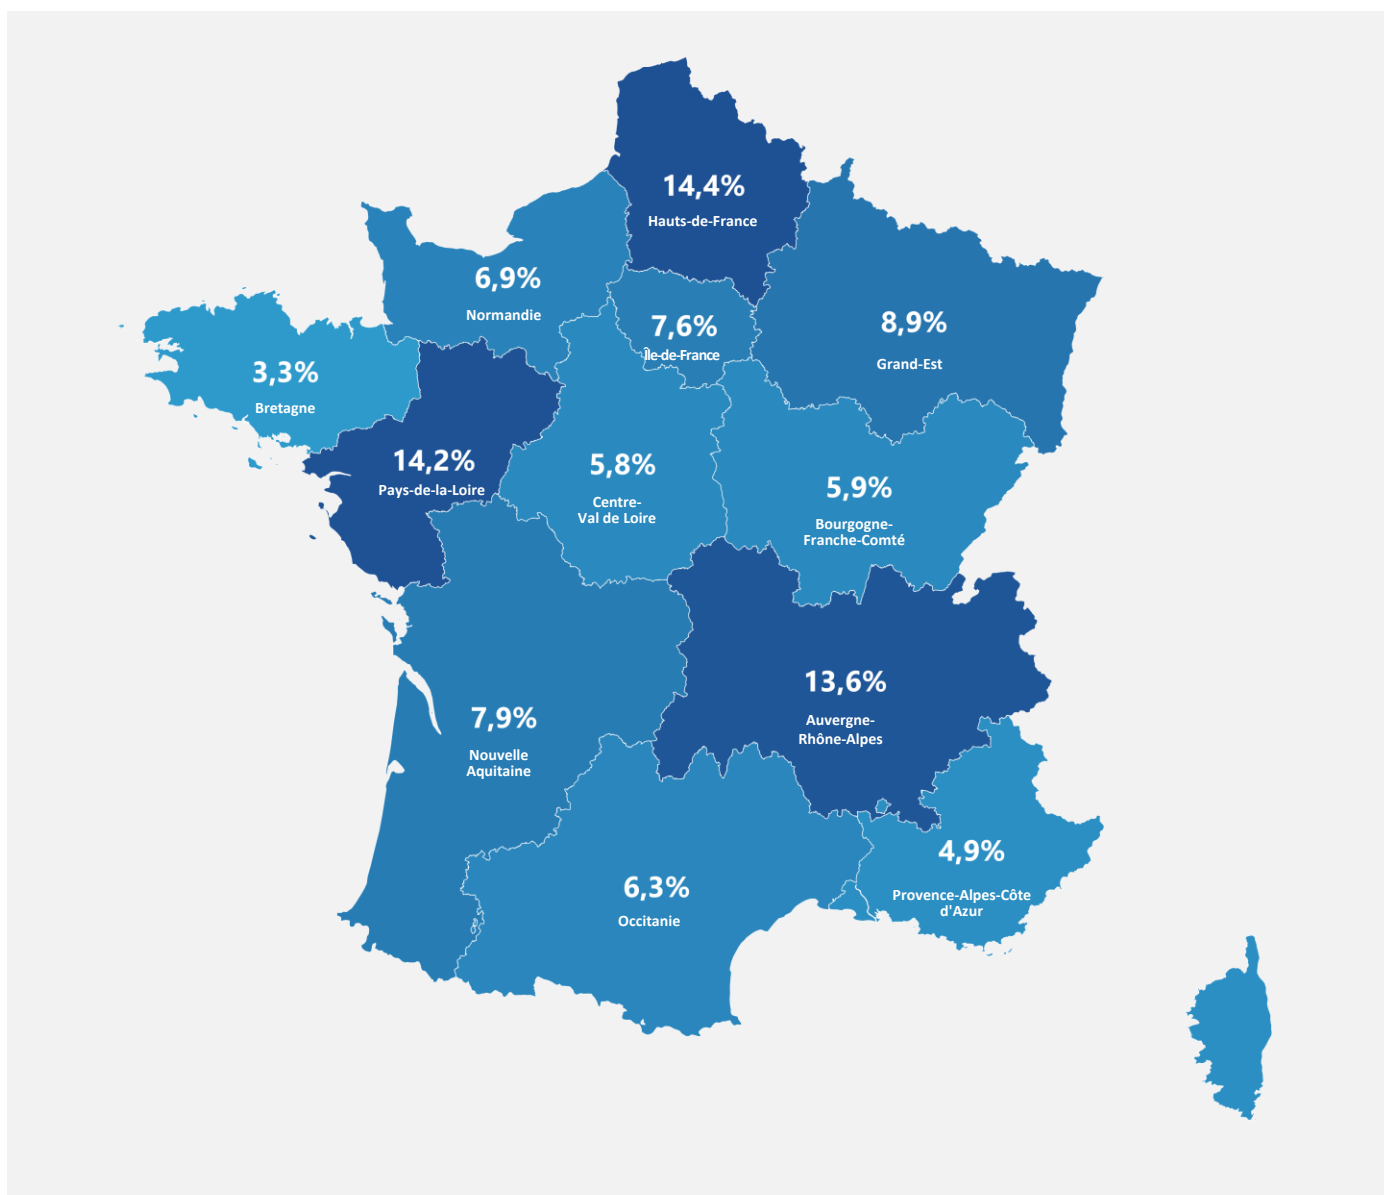 14,4%
Hauts-de-France
6,9%
Normandie
7,6%
Île-de-France
8,9%
Grand-Est
3,3%
Bretagne
14,2%
Pays-de-la-Loire
5,8%
Centre-
Val de Loire
5,9%
Bourgogne-
Franche-Comté
13,6%
Auvergne-
Rhône-Alpes
7,9%
Nouvelle
Aquitaine
4,9%
Provence-Alpes-Côte
d'Azur
6,3%
Occitanie